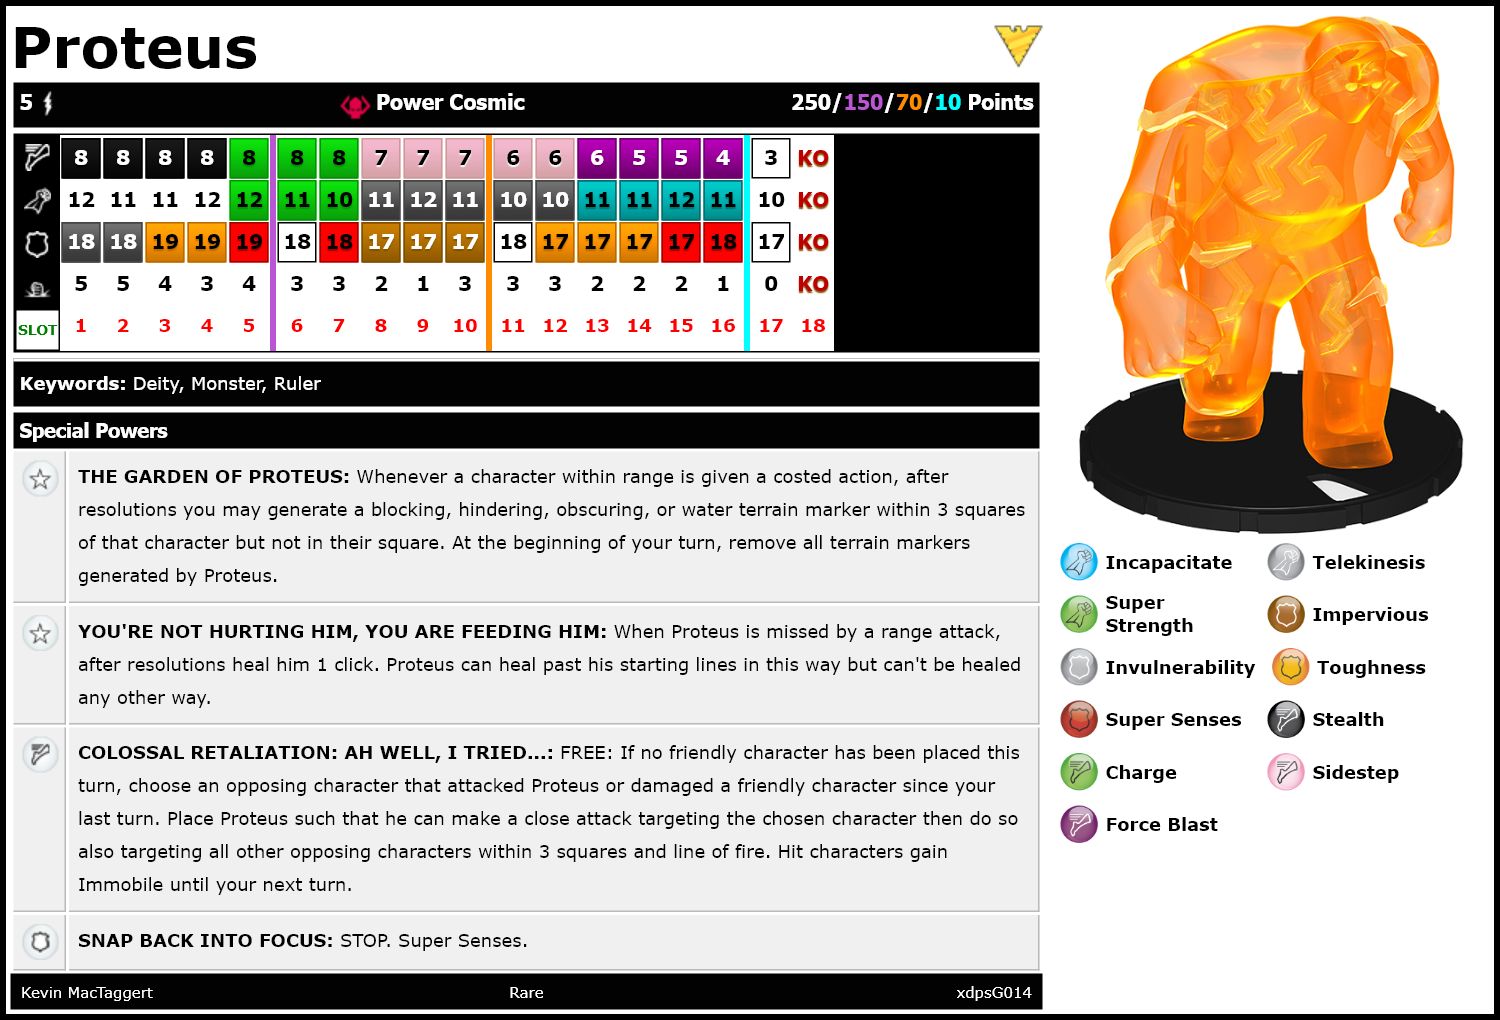 Proteus
5 Power Cosmic 250/150/70/10 Points
8 8 8 8 8 8 8 7 7 7 6 6 6 5 5 4 3 KO
12 11 11 12 12 11 10 11 12 11 10 10 11 11 12 11 10 KO
18 18 19 19 19 18 18 17 17 17 18 17 17 17 17 18 17 KO
5 5 4 3 4 3 3 2 1 3 3 3 2 2 2 1 0 KO
SLOT 1 2 3 4 5 6 7 8 9 10 11 12 13 14 15 16 17 18
Keywords: Deity, Monster, Ruler
Special Powers
THE GARDEN OF PROTEUS: Whenever a character within range is given a costed action, after
resolutions you may generate a blocking, hindering, obscuring, or water terrain marker within 3 squares
of that character but not in their square. At the beginning of your turn, remove all terrain markers
generated by Proteus.
YOU'RE NOT HURTING HIM, YOU ARE FEEDING HIM: When Proteus is missed by a range attack,
after resolutions heal him 1 click. Proteus can heal past his starting lines in this way but can't be healed
any other way.
COLOSSAL RETALIATION: AH WELL, I TRIED...: FREE: If no friendly character has been placed this
turn, choose an opposing character that attacked Proteus or damaged a friendly character since your
last turn. Place Proteus such that he can make a close attack targeting the chosen character then do so
also targeting all other opposing characters within 3 squares and line of fire. Hit characters gain
Immobile until your next turn.
SNAP BACK INTO FOCUS: STOP. Super Senses.
Kevin MacTaggert Rare xdpsG014
Incapacitate Telekinesis
Super
Strength Impervious
Invulnerability Toughness
Super Senses Stealth
Charge Sidestep
Force Blast